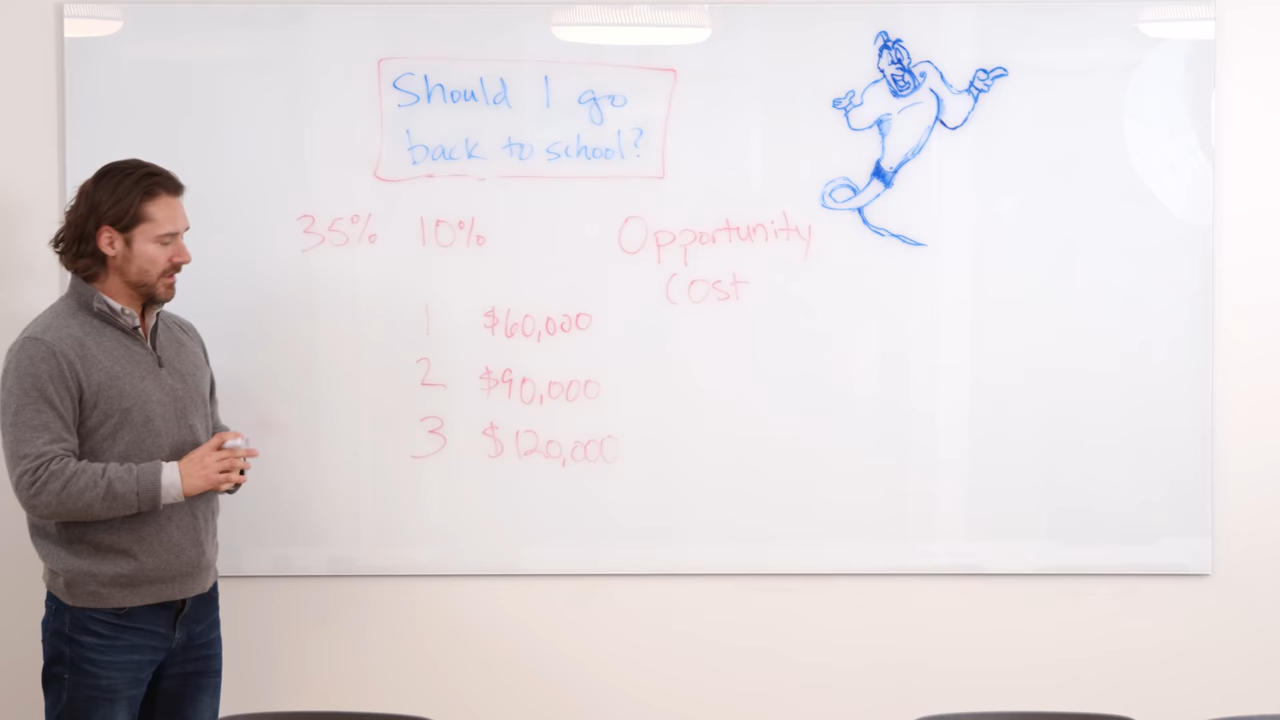 Should I go
back to school?
35% 10%
Opportunity
Cost
1 $60,000
2 $90,000
3 $120,000